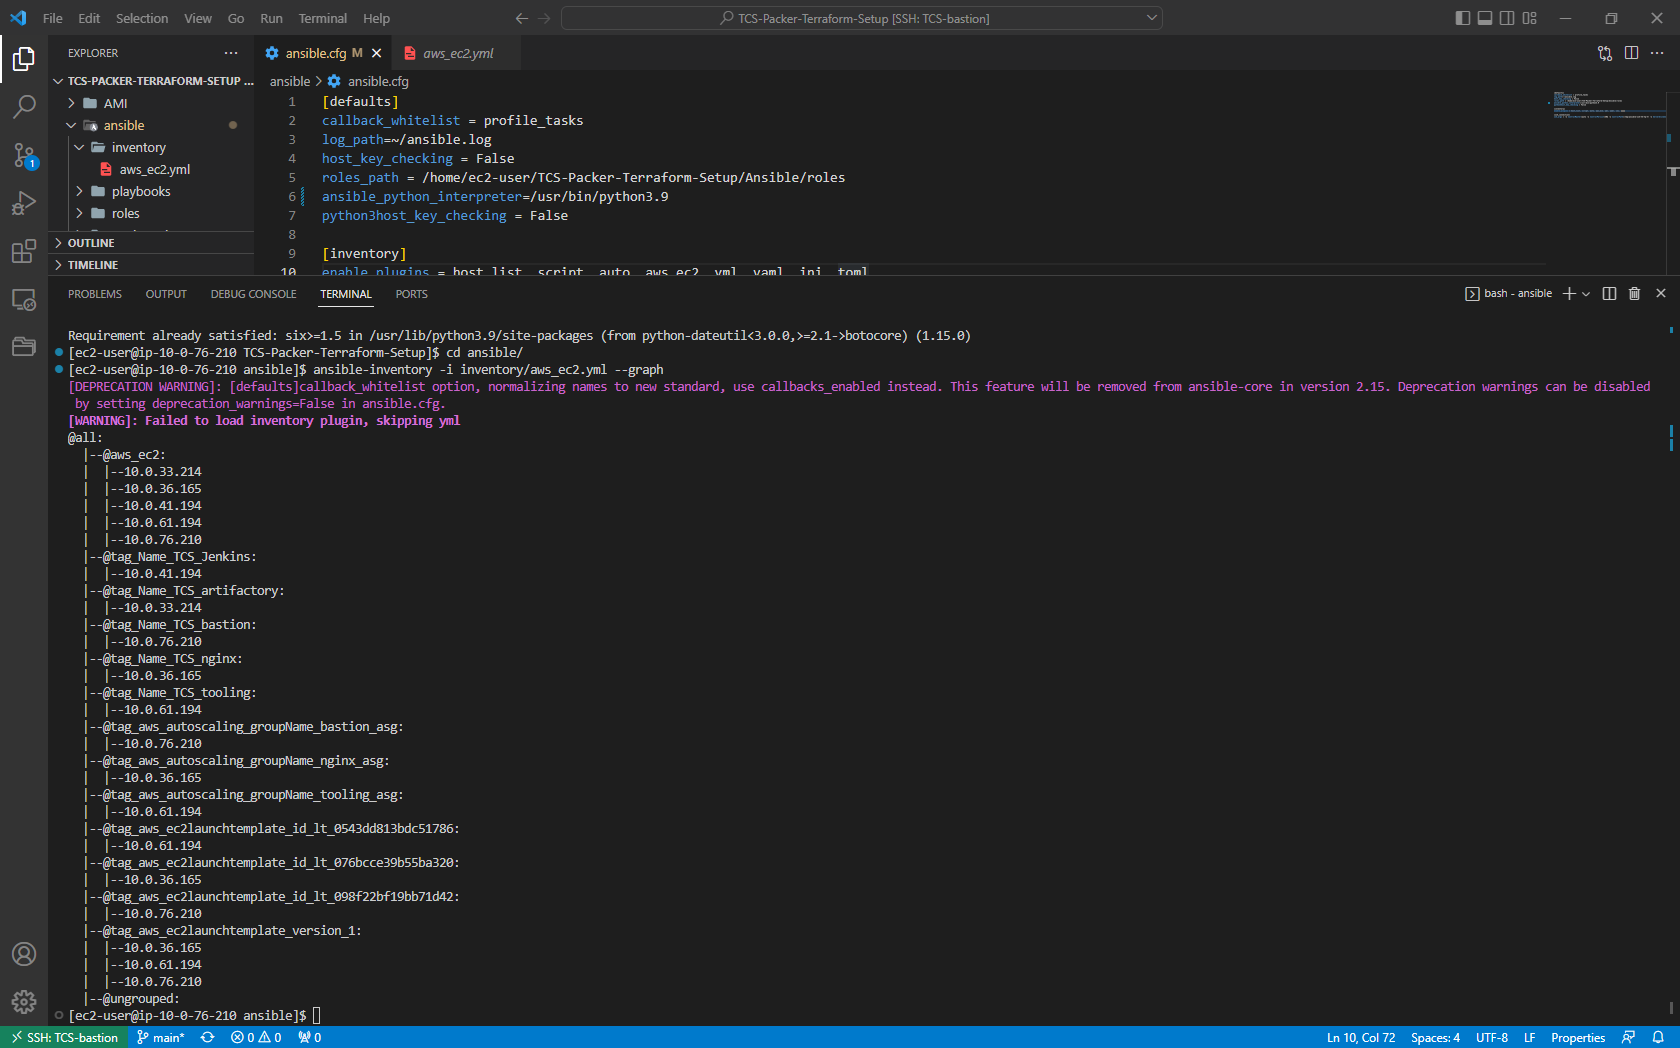 File Edit Selection View Go Run Terminal Help
TCS-Packer-Terraform-Setup [SSH: TCS-bastion]
EXPLORER
ansible.cfg M
aws_ec2.yml
TCS-PACKER-TERRAFORM-SETUP ...
AMI
ansible
inventory
aws_ec2.yml
playbooks
roles
OUTLINE
TIMELINE
1
ansible > ansible.cfg
1 [defaults]
2 callback_whitelist = profile_tasks
3 log_path=~/ansible.log
4 host_key_checking = False
5 roles_path = /home/ec2-user/TCS-Packer-Terraform-Setup/Ansible/roles
6 ansible_python_interpreter=/usr/bin/python3.9
7 python3host_key_checking = False
8
9 [inventory]
10 enable_plugins = host_list, script, auto, aws_ec2, yml, yaml, ini, toml
PROBLEMS OUTPUT DEBUG CONSOLE TERMINAL PORTS
bash - ansible
Requirement already satisfied: six>=1.5 in /usr/lib/python3.9/site-packages (from python-dateutil<3.0.0,>=2.1->botocore) (1.15.0)
[ec2-user@ip-10-0-76-210 TCS-Packer-Terraform-Setup]$ cd ansible/
[ec2-user@ip-10-0-76-210 ansible]$ ansible-inventory -i inventory/aws_ec2.yml --graph
[DEPRECATION WARNING]: [defaults]callback_whitelist option, normalizing names to new standard, use callbacks_enabled instead. This feature will be removed from ansible-core in version 2.15. Deprecation warnings can be disabled
by setting deprecation_warnings=False in ansible.cfg.
[WARNING]: Failed to load inventory plugin, skipping yml
@all:
|--@aws_ec2:
| |--10.0.33.214
| |--10.0.36.165
| |--10.0.41.194
| |--10.0.61.194
| |--10.0.76.210
|--@tag_Name_TCS_Jenkins:
| |--10.0.41.194
|--@tag_Name_TCS_artifactory:
| |--10.0.33.214
|--@tag_Name_TCS_bastion:
| |--10.0.76.210
|--@tag_Name_TCS_nginx:
| |--10.0.36.165
|--@tag_Name_TCS_tooling:
| |--10.0.61.194
|--@tag_aws_autoscaling_groupName_bastion_asg:
| |--10.0.76.210
|--@tag_aws_autoscaling_groupName_nginx_asg:
| |--10.0.36.165
|--@tag_aws_autoscaling_groupName_tooling_asg:
| |--10.0.61.194
|--@tag_aws_ec2launchtemplate_id_lt_0543dd813bdc51786:
| |--10.0.61.194
|--@tag_aws_ec2launchtemplate_id_lt_076bcce39b55ba320:
| |--10.0.36.165
|--@tag_aws_ec2launchtemplate_id_lt_098f22bf19bb71d42:
| |--10.0.76.210
|--@tag_aws_ec2launchtemplate_version_1:
| |--10.0.36.165
| |--10.0.61.194
| |--10.0.76.210
|--@ungrouped:
[ec2-user@ip-10-0-76-210 ansible]$
SSH: TCS-bastion main* 0 0 0 Ln 10, Col 72 Spaces: 4 UTF-8 LF Properties